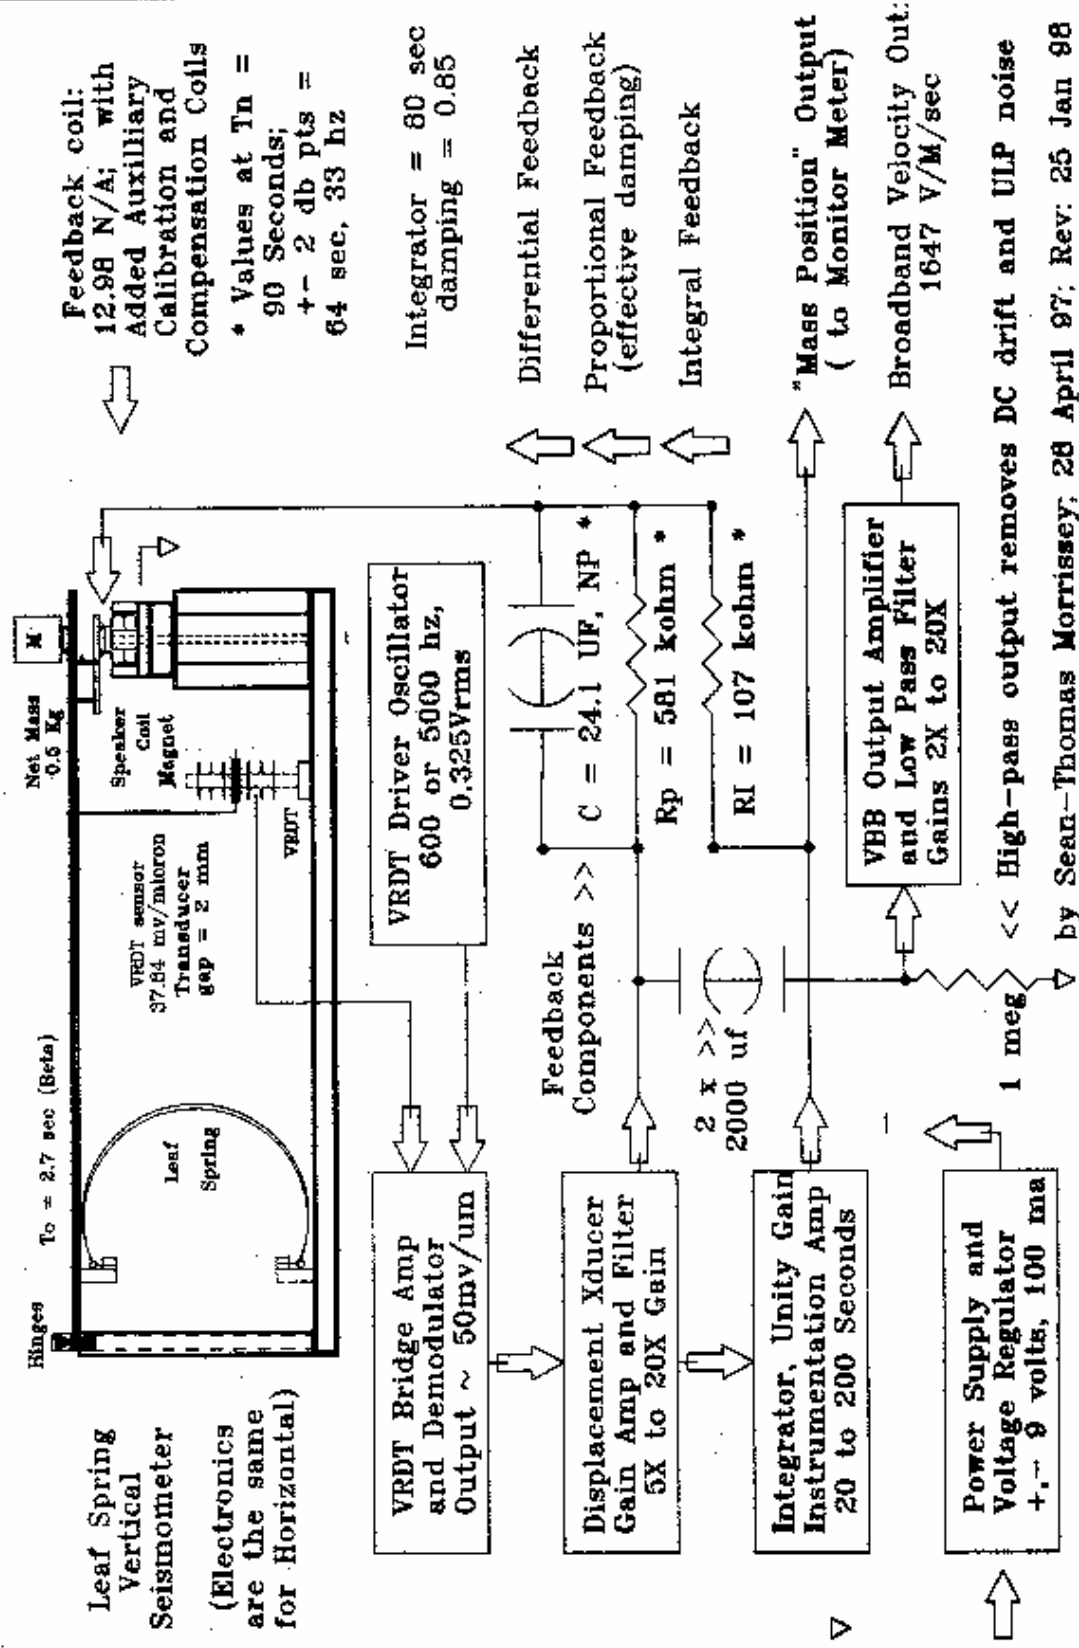 Leaf Spring
Vertical
Seismometer
(Electronics
are the same
for Horizontal)
Hinges
To = 2.7 sec (Beta)
Leaf
Spring
VRDT sensor
37.84 mv/micron
Transducer
gap = 2 mm
VRDT
Net Mass
0.5 Kg
M
Speaker
Coil
Magnet
Feedback coil:
12.98 N/A; with
Added Auxilliary
Calibration and
Compensation Coils
* Values at Tn =
90 Seconds;
+- 2 db pts =
64 sec, 33 hz
Integrator = 80 sec
damping = 0.85
VRDT Driver Oscillator
600 or 5000 hz,
0.325Vrms
VRDT Bridge Amp
and Demodulator
Output ~ 50mv/um
Displacement Xducer
Gain Amp and Filter
5X to 20X Gain
Integrator, Unity Gain
Instrumentation Amp
20 to 200 Seconds
Power Supply and
Voltage Regulator
+,- 9 volts, 100 ma
Feedback
Components >>
C = 24.1 UF, NP *
Rp = 581 kohm *
RI = 107 kohm *
Differential Feedback
Proportional Feedback
(effective damping)
Integral Feedback
2 x >>
2000 uf
"Mass Position" Output
( to Monitor Meter)
VBB Output Amplifier
and Low Pass Filter
Gains 2X to 20X
Broadband Velocity Out:
1647 V/M/sec
1 meg << High-pass output removes DC drift and ULP noise
by Sean-Thomas Morrissey; 28 April 97; Rev: 25 Jan 98